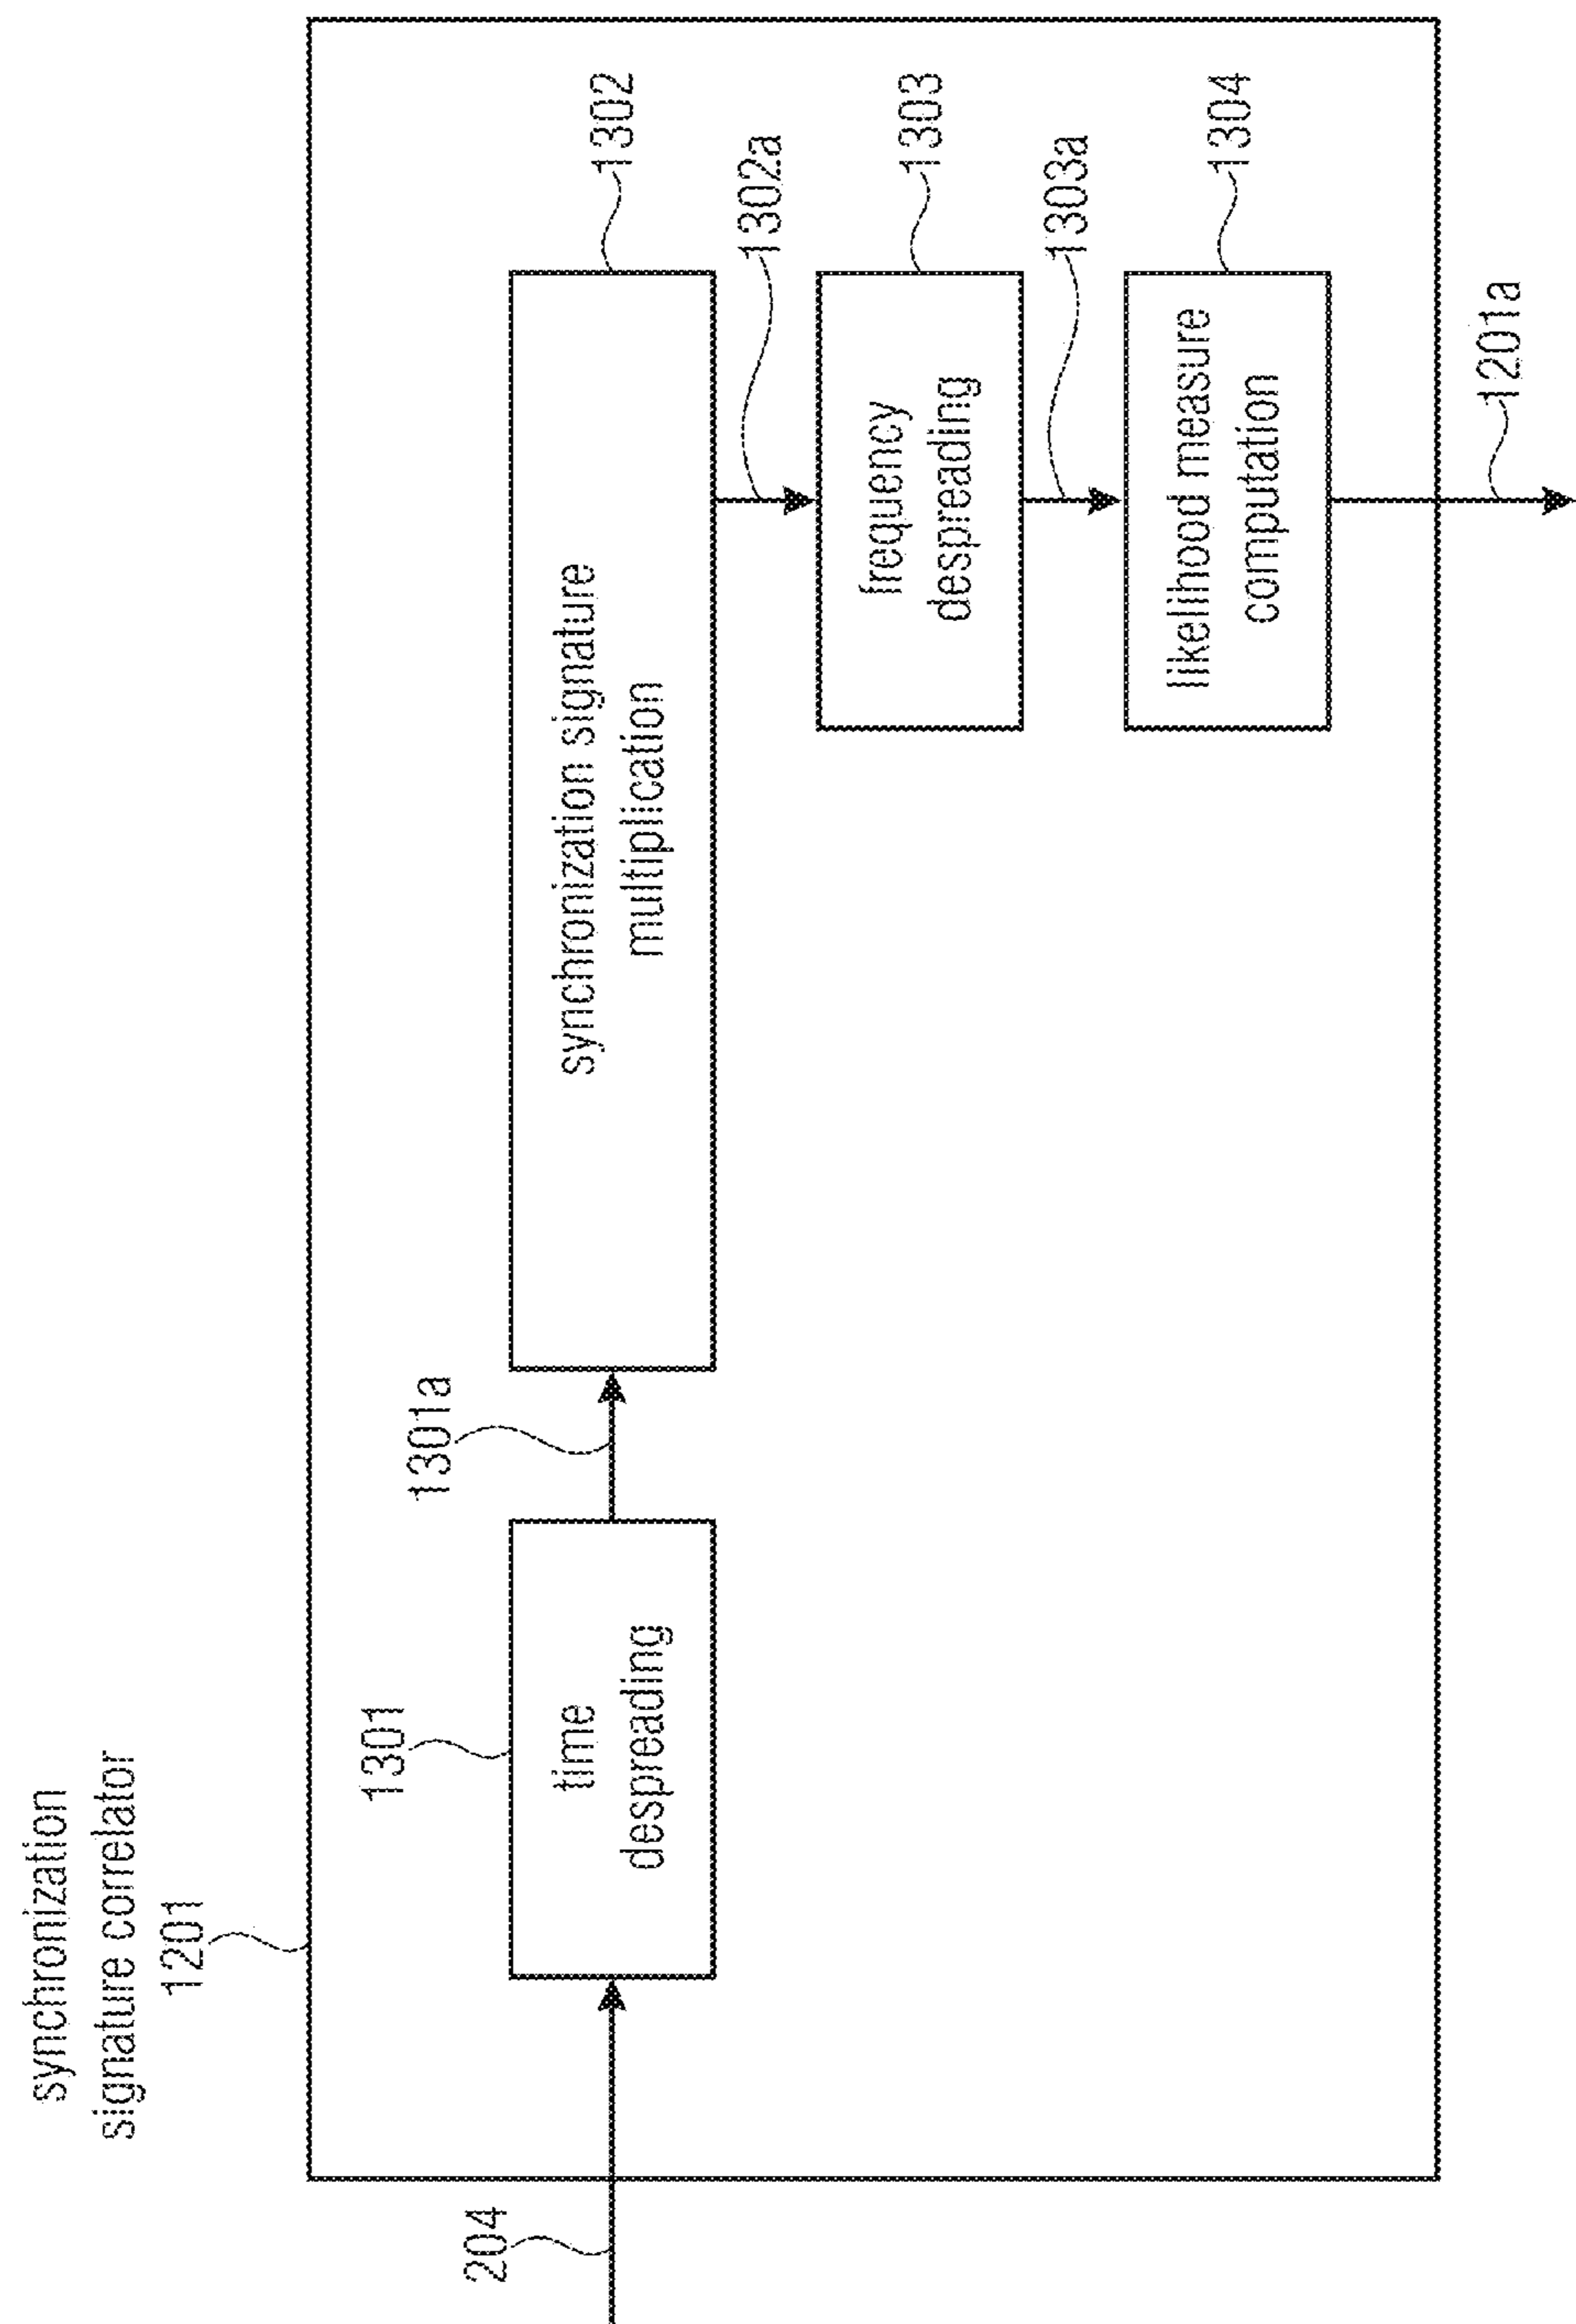 synchronization
signature correlator
1201
204
1301
time
despreading
1301a
synchronization signature
multiplication
1302
1302a
frequency
despreading
1303
1303a
likelihood measure
computation
1304
1201a